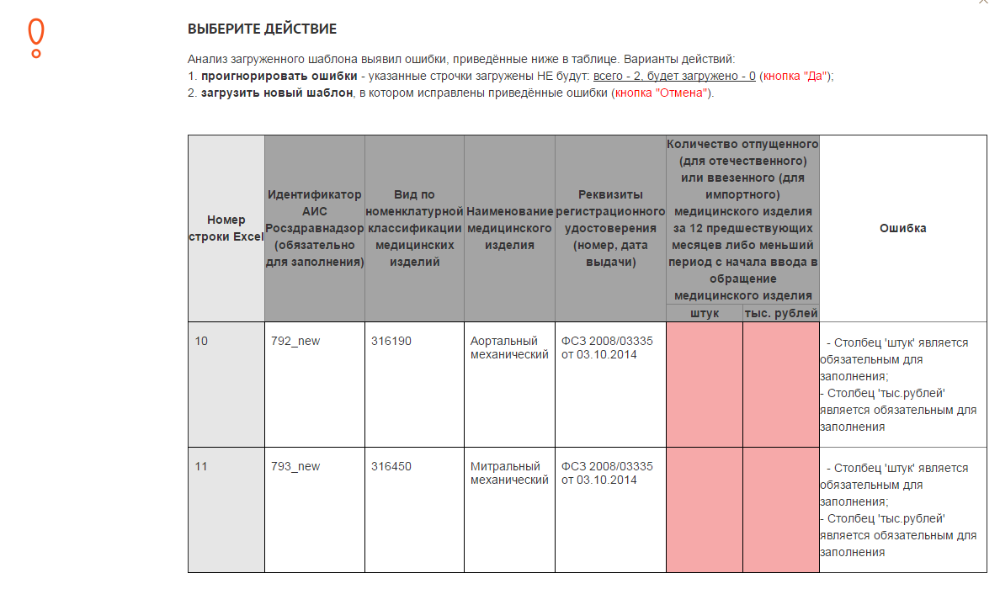 ВЫБЕРИТЕ ДЕЙСТВИЕ
Анализ загруженного шаблона выявил ошибки, приведённые ниже в таблице. Варианты действий:
1. проигнорировать ошибки - указанные строчки загружены НЕ будут: всего - 2, будет загружено - 0 (кнопка "Да");
2. загрузить новый шаблон, в котором исправлены приведённые ошибки (кнопка "Отмена").
Номер
строки Excel
Идентификатор
АИС
Росздравнадзор
(обязательно
для заполнения)
Вид по
номенклатурной
классификации
медицинских
изделий
Наименование
медицинского
изделия
Реквизиты
регистрационного
удостоверения
(номер, дата
выдачи)
Количество отпущенного
(для отечественного)
или ввезенного (для
импортного)
медицинского изделия
за 12 предшествующих
месяцев либо меньший
период с начала ввода в
обращение
медицинского изделия
штук
тыс. рублей
Ошибка
10
792_new
316190
Аортальный
механический
ФСЗ 2008/03335
от 03.10.2014
- Столбец 'штук' является
обязательным для
заполнения;
- Столбец 'тыс.рублей'
является обязательным для
заполнения
11
793_new
316450
Митральный
механический
ФСЗ 2008/03335
от 03.10.2014
- Столбец 'штук' является
обязательным для
заполнения;
- Столбец 'тыс.рублей'
является обязательным для
заполнения